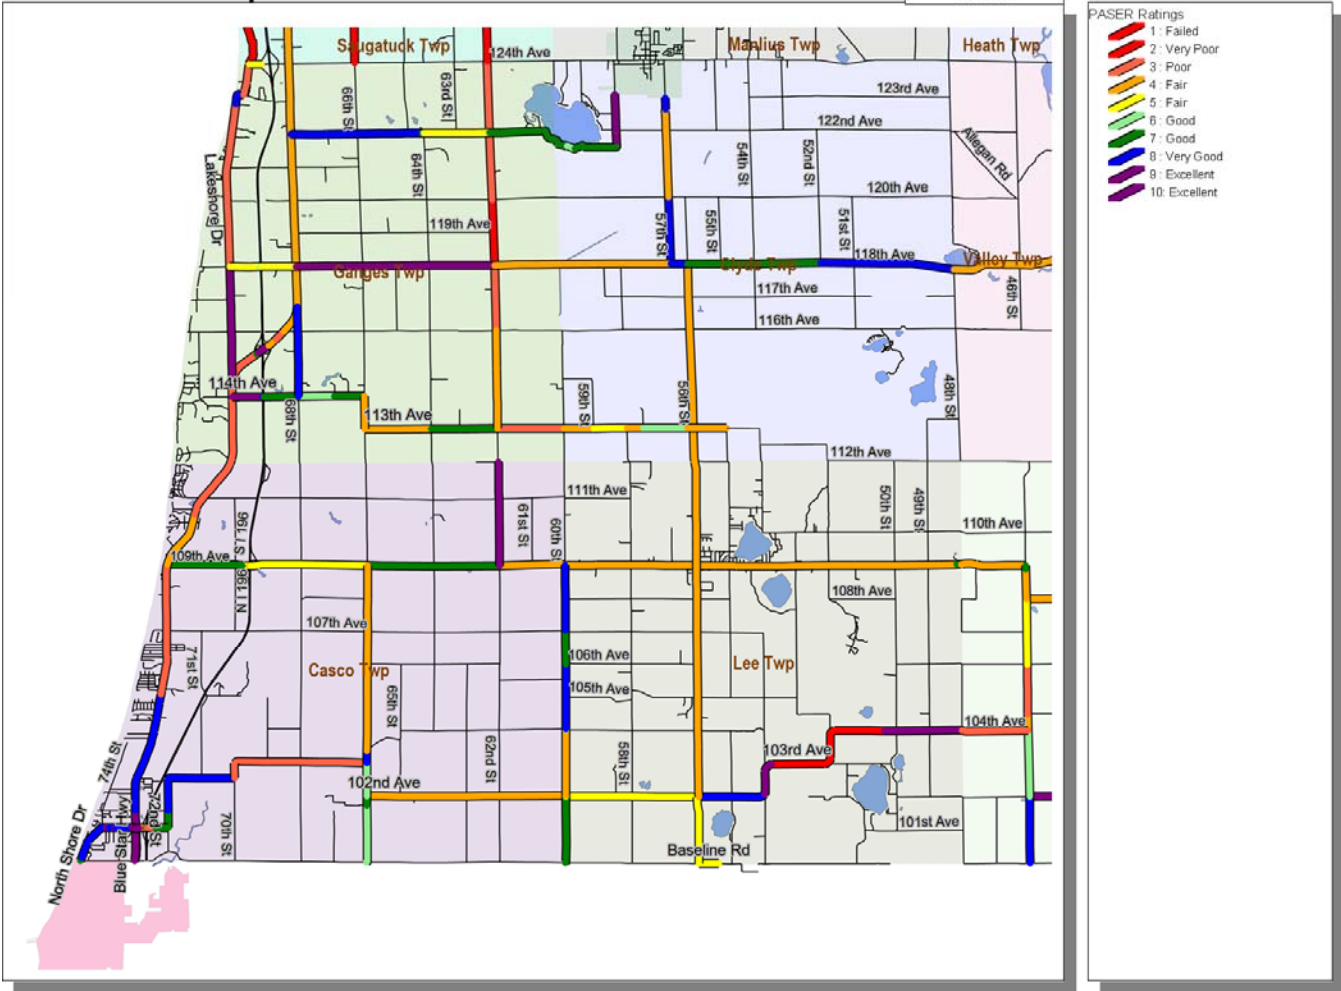 PASER Ratings
1 : Failed
2 : Very Poor
3 : Poor
4 : Fair
5 : Fair
6 : Good
7 : Good
8 : Very Good
9 : Excellent
10: Excellent
Saugatuck Twp
Manlius Twp
Heath Twp
124th Ave
63rd St
66th St
123rd Ave
122nd Ave
Allegan Rd
64th St
54th St
52nd St
Lakeshore Dr
120th Ave
119th Ave
57th St
55th St
51st St
118th Ave
Ganges Twp
Clyde Twp
Valley Twp
117th Ave
46th St
116th Ave
114th Ave
68th St
113th Ave
59th St
56th St
48th St
112th Ave
111th Ave
61st St
60th St
50th St
49th St
110th Ave
S I 196
109th Ave
N I 196
108th Ave
107th Ave
71st St
Casco Twp
106th Ave
Lee Twp
105th Ave
65th St
104th Ave
74th St
62nd St
58th St
103rd Ave
102nd Ave
72nd St
70th St
101st Ave
North Shore Dr
Blue Star Hwy
Baseline Rd